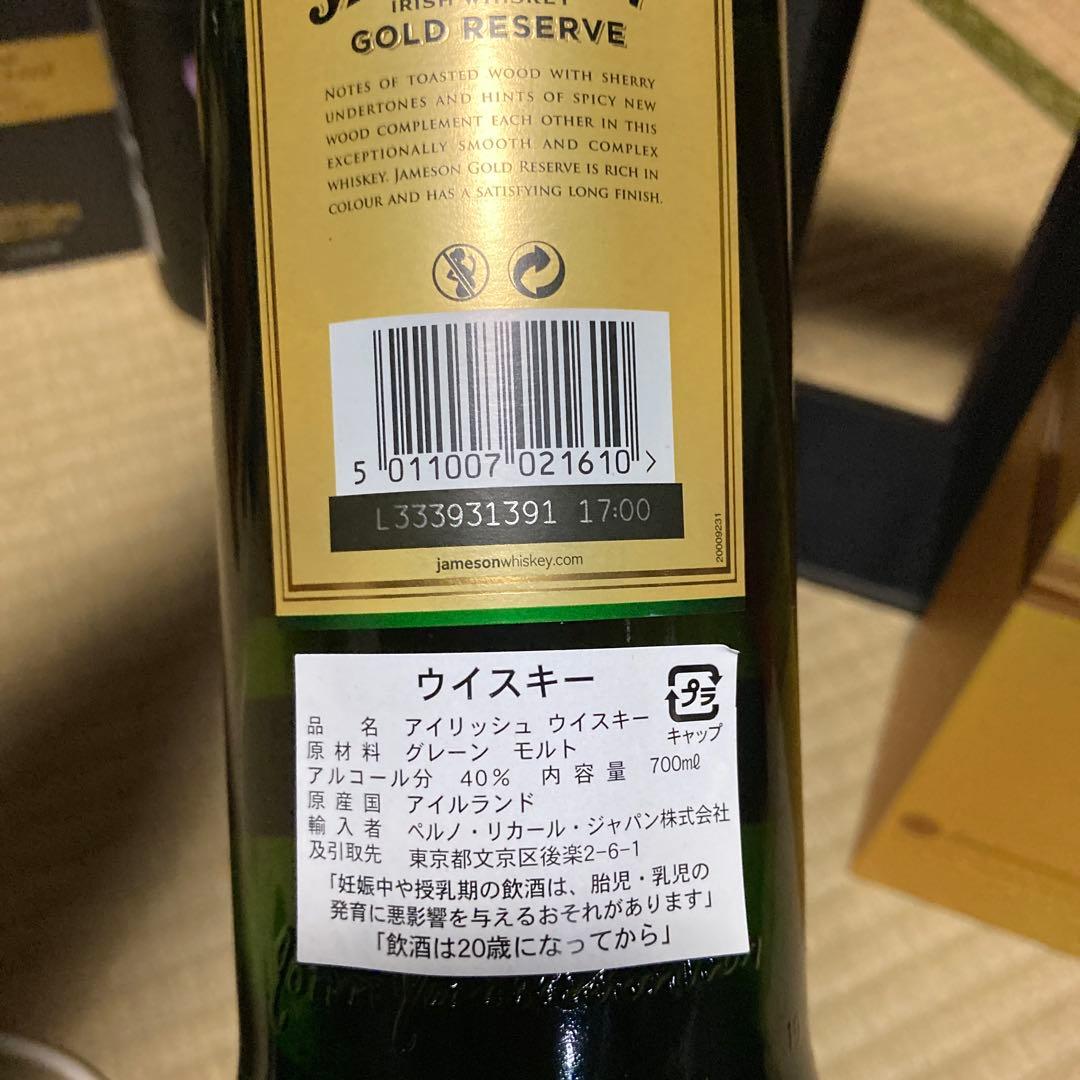 IRISH WHISKEY
GOLD RESERVE
NOTES OF TOASTED WOOD WITH SHERRY
UNDERTONES AND HINTS OF SPICY NEW
WOOD COMPLEMENT EACH OTHER IN THIS
EXCEPTIONALLY SMOOTH AND COMPLEX
WHISKEY. JAMESON GOLD RESERVE IS RICH IN
COLOUR AND HAS A SATISFYING LONG FINISH.
5 011007 021610 >
L333931391 17:00
jamesonwhiskey.com
20009231
ウイスキー
プラ
キャップ
品名 アイリッシュ ウイスキー
原材料 グレーン モルト
アルコール分 40% 内容量 700ml
原産国 アイルランド
輸入者 ペルノ・リカール・ジャパン株式会社
及引取先 東京都文京区後楽2-6-1
「妊娠中や授乳期の飲酒は、胎児・乳児の
発育に悪影響を与えるおそれがあります」
「飲酒は20歳になってから」